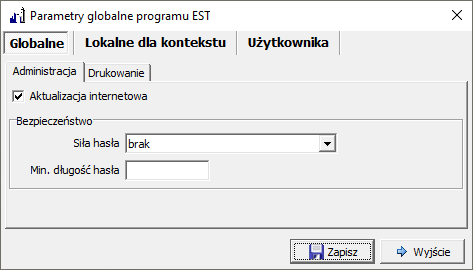 Parametry globalne programu EST
Globalne Lokalne dla kontekstu Użytkownika
Administracja Drukowanie
Aktualizacja internetowa
Bezpieczeństwo
Siła hasła brak
Min. długość hasła
Zapisz Wyjście